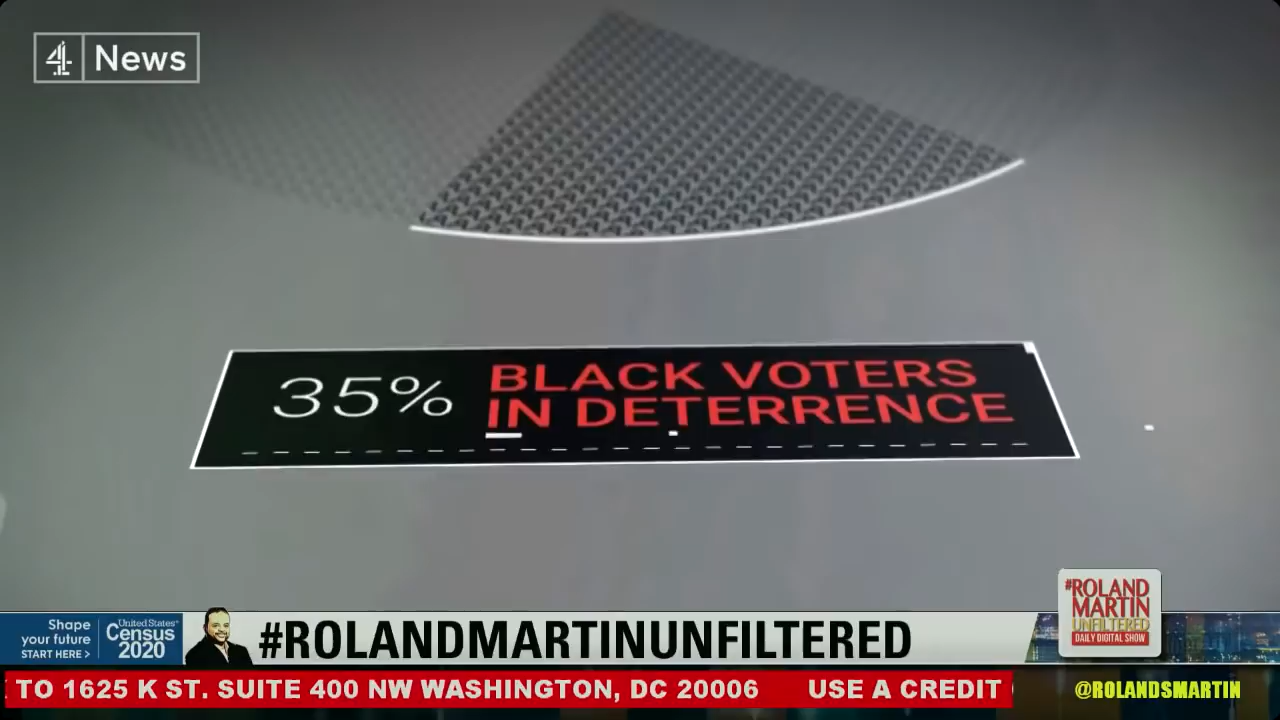 4 News
35%
BLACK VOTERS
IN DETERRENCE
#ROLAND
MARTIN
UNFILTERED
DAILY DIGITAL SHOW
Shape
your future
START HERE >
United States®
Census
2020
#ROLANDMARTINUNFILTERED
TO 1625 K ST. SUITE 400 NW WASHINGTON, DC 20006 USE A CREDIT
@ROLANDSMARTIN